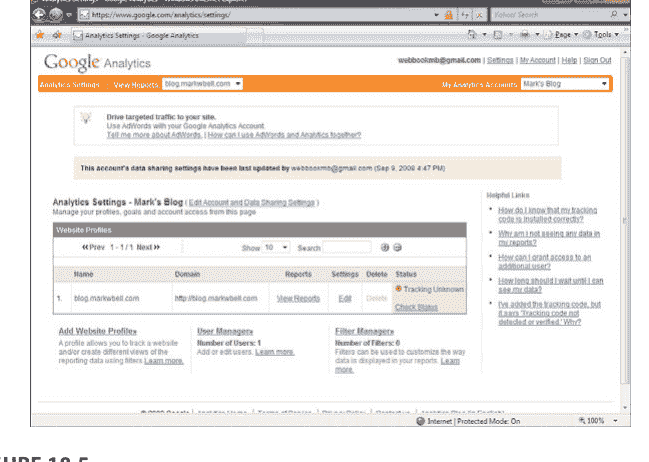 https://www.google.com/analytics/settings/
Yahoo! Search
Analytics Settings - Google Analytics
Page
Tools
Google Analytics
webbookmb@gmail.com | Settings | My Account | Help | Sign Out
Analytics Settings View Reports: blog.markwbell.com
My Analytics Accounts: Mark's Blog
Drive targeted traffic to your site.
Use AdWords with your Google Analytics Account.
Tell me more about AdWords. | How can I use AdWords and Analytics together?
This account's data sharing settings have been last updated by webbookmb@gmail.com (Sep 9, 2008 4:47 PM)
Analytics Settings - Mark's Blog ( Edit Account and Data Sharing Settings )
Manage your profiles, goals and account access from this page
Website Profiles
Prev 1 - 1 / 1 Next
Show 10
Search
Name Domain Reports Settings Delete Status
1. blog.markwbell.com http://blog.markwbell.com View Reports Edit Delete
Tracking Unknown
Check Status
Add Website Profiles
A profile allows you to track a website
and/or create different views of the
reporting data using filters. Learn more.
User Managers
Number of Users: 1
Add or edit users. Learn more.
Filter Managers
Number of Filters: 0
Filters can be used to customize the way
data is displayed in your reports. Learn
more.
Helpful Links
How do I know that my tracking
code is installed correctly?
Why am I not seeing any data in
my reports?
How can I grant access to an
additional user?
How long should I wait until I can
see my data?
I've added the tracking code, but
it says 'Tracking code not
detected or verified.' Why?
Internet | Protected Mode: On
100%